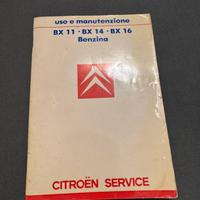 uso e manutenzione
BX 11 · BX 14 · BX 16
Benzina
CITROËN SERVICE